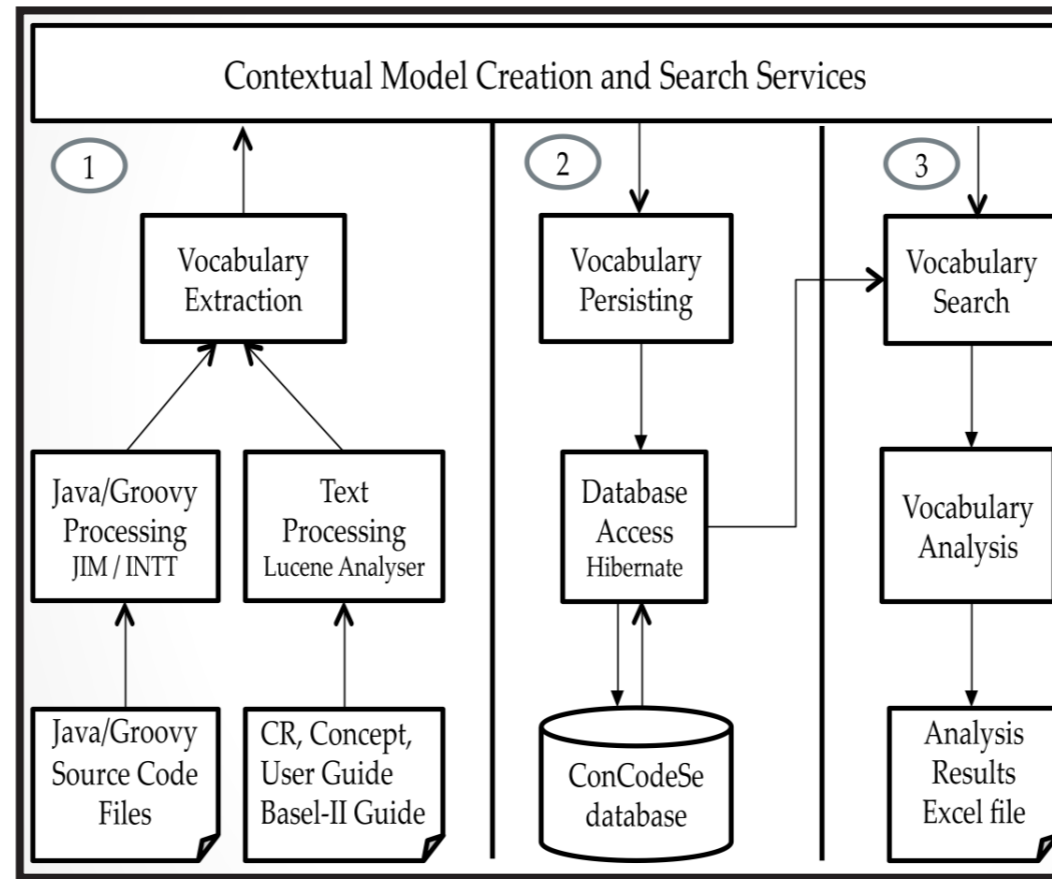 Contextual Model Creation and Search Services
1
Vocabulary
Extraction
Java/Groovy
Processing
JIM / INTT
Text
Processing
Lucene Analyser
Java/Groovy
Source Code
Files
CR, Concept,
User Guide
Basel-II Guide
2
Vocabulary
Persisting
Database
Access
Hibernate
ConCodeSe
database
3
Vocabulary
Search
Vocabulary
Analysis
Analysis
Results
Excel file